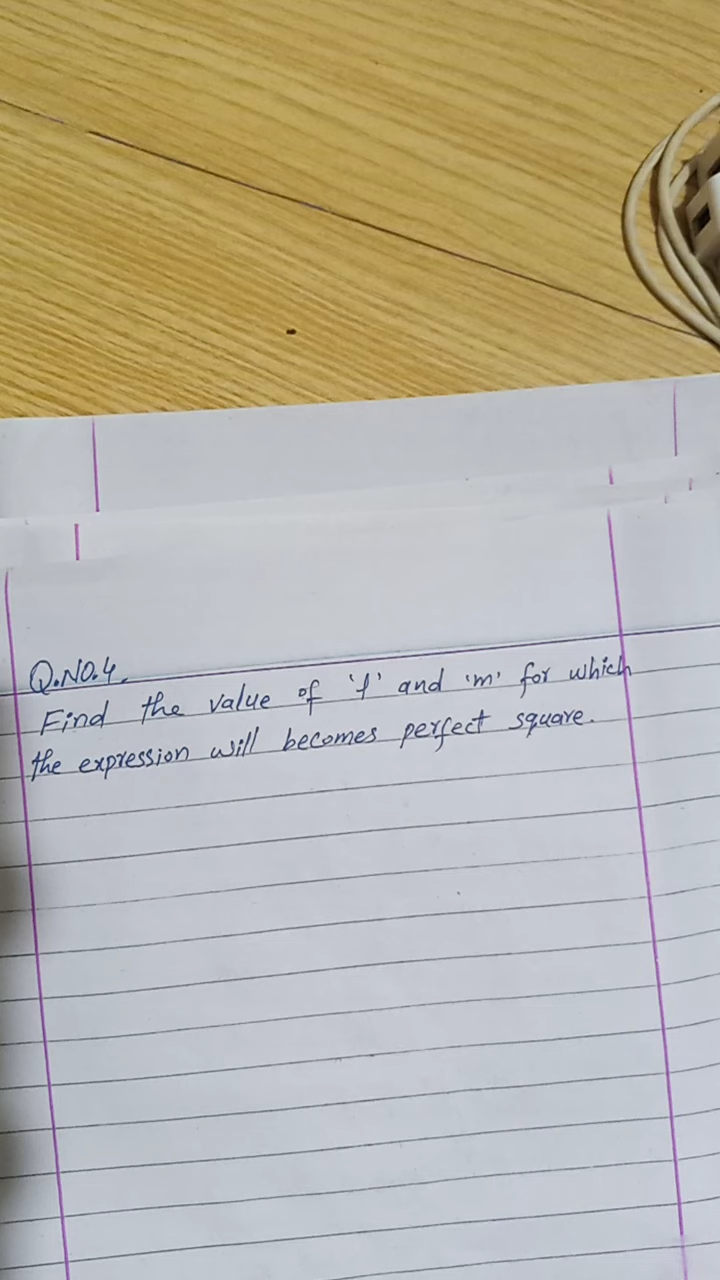 Q.NO.4.
Find the value of 'l' and 'm' for which
the expression will becomes perfect square.